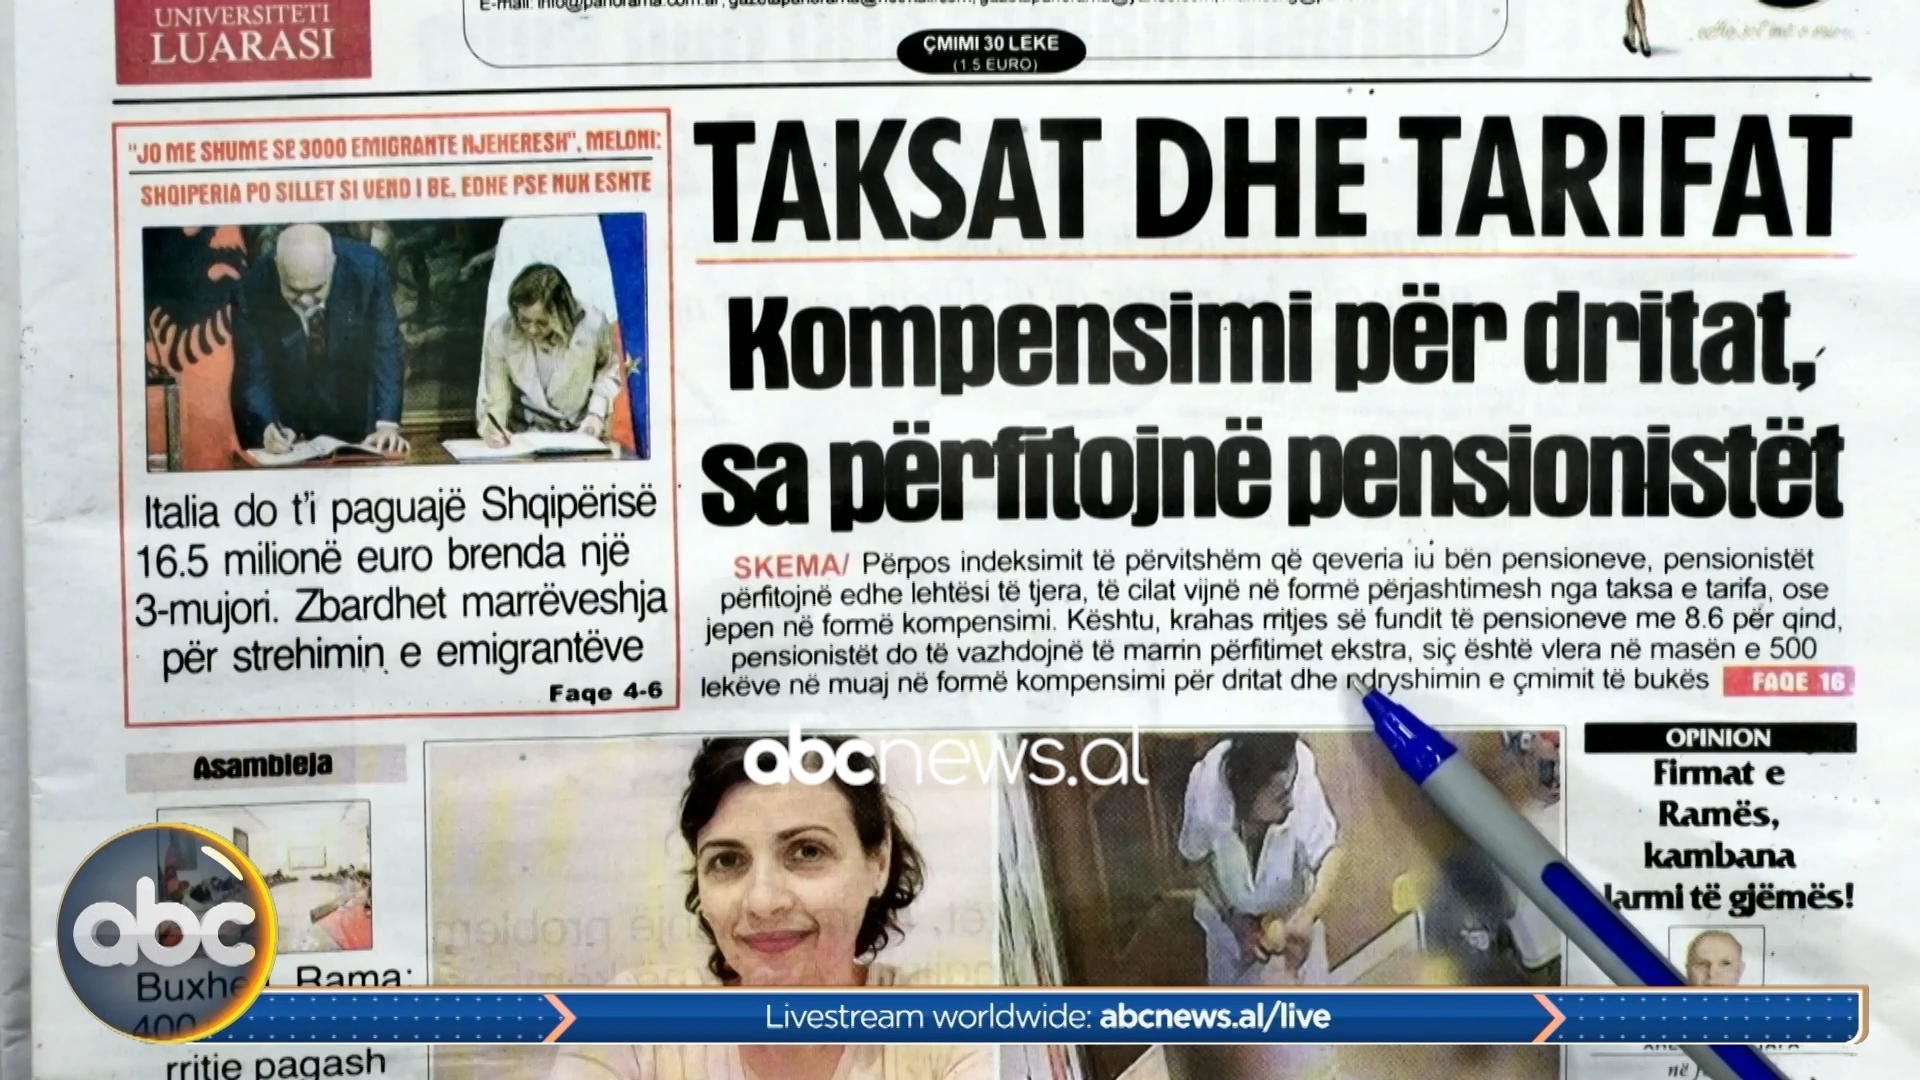 UNIVERSITETI
LUARASI
ÇMIMI 30 LEKE
(1.5 EURO)
"JO ME SHUME SE 3000 EMIGRANTE NJEHERESH", MELONI:
SHQIPERIA PO SILLET SI VEND I BE, EDHE PSE NUK ESHTE
Italia do t'i paguajë Shqipërisë
16.5 milionë euro brenda një
3-mujori. Zbardhet marrëveshja
për strehimin e emigrantëve
Faqe 4-6
TAKSAT DHE TARIFAT
Kompensimi për dritat,
sa përfitojnë pensionistët
SKEMA/ Përpos indeksimit të përvitshëm që qeveria iu bën pensioneve, pensionistët
përfitojnë edhe lehtësi të tjera, të cilat vijnë në formë përjashtimesh nga taksa e tarifa, ose
jepen në formë kompensimi. Kështu, krahas rritjes së fundit të pensioneve me 8.6 për qind,
pensionistët do të vazhdojnë të marrin përfitimet ekstra, siç është vlera në masën e 500
lekëve në muaj në formë kompensimi për dritat dhe ndryshimin e çmimit të bukës FAQE 16
abcnews.al
Asambleja
OPINION
Firmat e
Ramës,
kambana
larmi të gjëmës!
abc
Rama:
400
rritje pagash
Livestream worldwide: abcnews.al/live
në